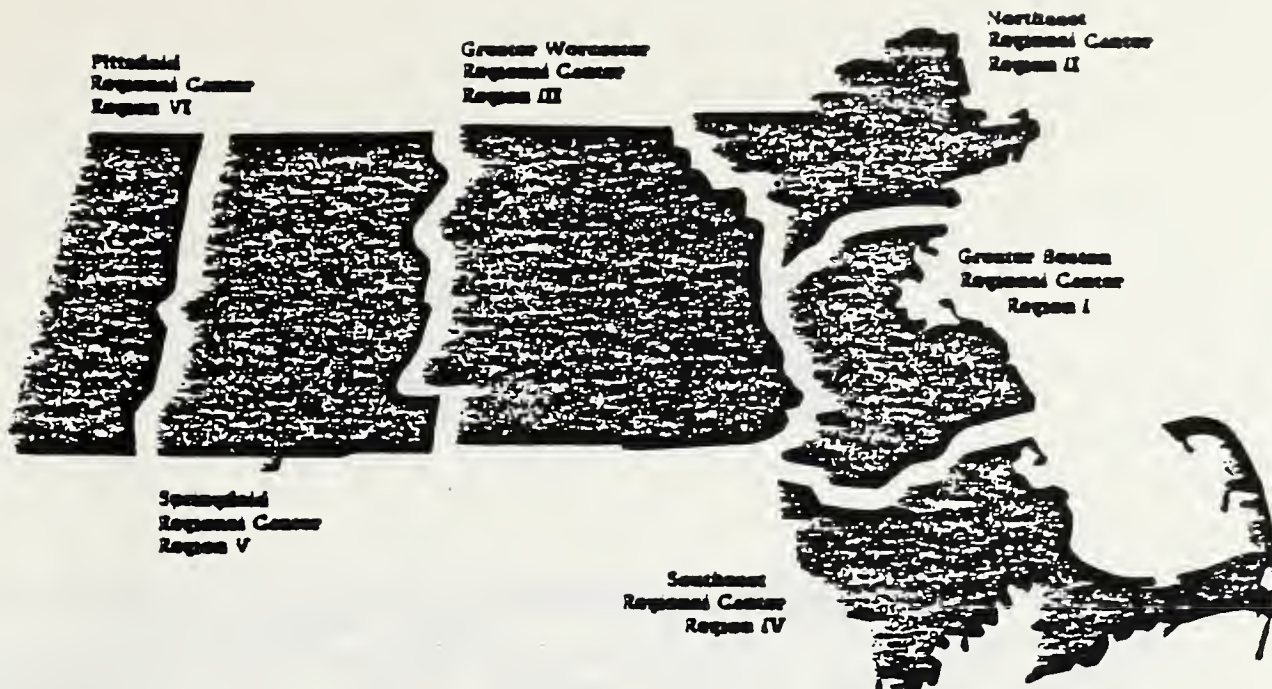 Pittsfield
Regional Center
Region VI
Greater Worcester
Regional Center
Region III
Northeast
Regional Center
Region II
Greater Boston
Regional Center
Region I
Springfield
Regional Center
Region V
Southeast
Regional Center
Region IV